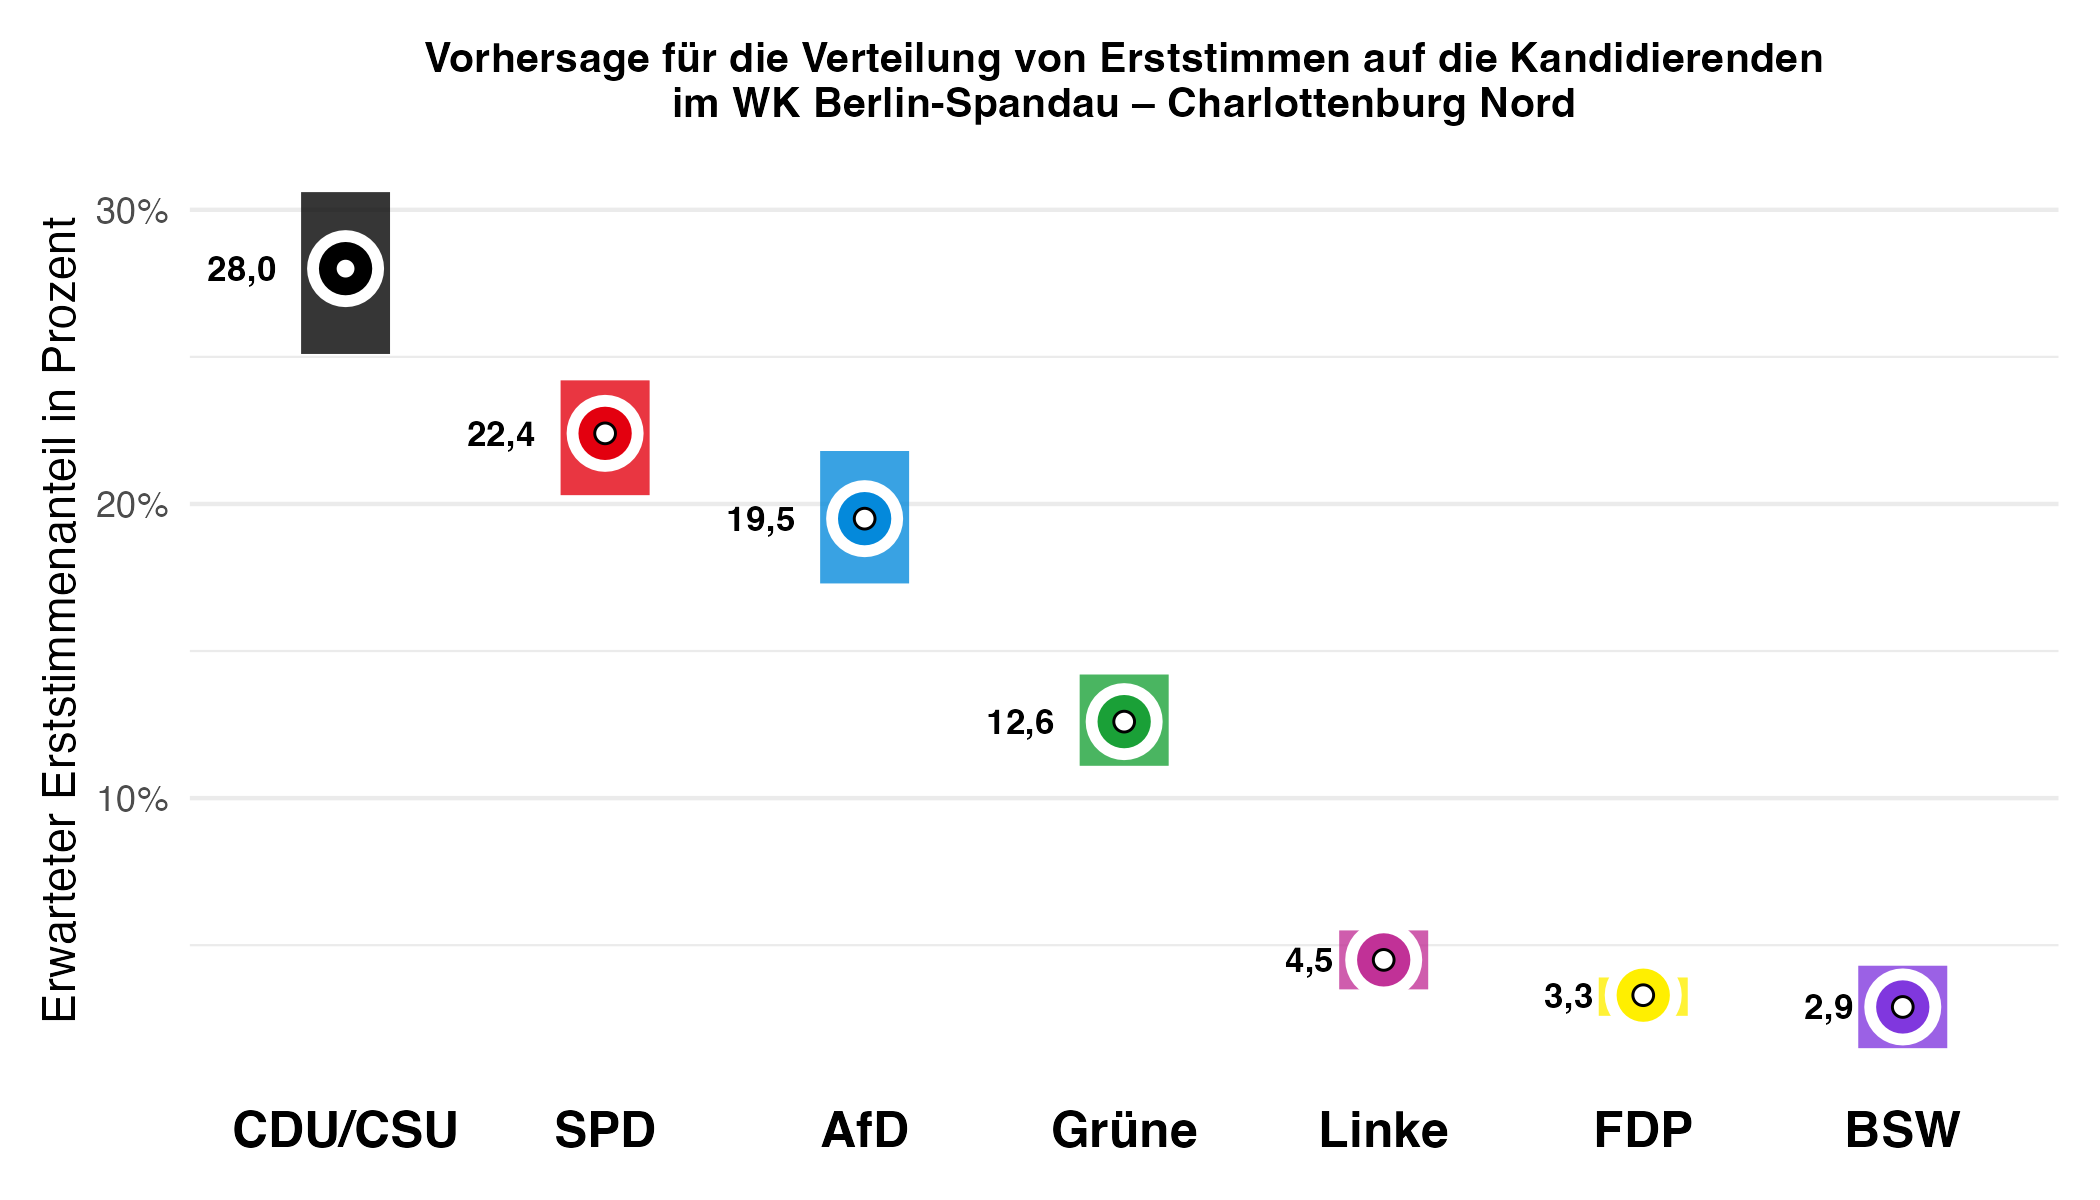 Vorhersage für die Verteilung von Erststimmen auf die Kandidierenden
im WK Berlin-Spandau – Charlottenburg Nord
Erwarteter Erststimmenanteil in Prozent
30%
20%
10%
28,0
22,4
19,5
12,6
4,5
3,3
2,9
CDU/CSU
SPD
AfD
Grüne
Linke
FDP
BSW